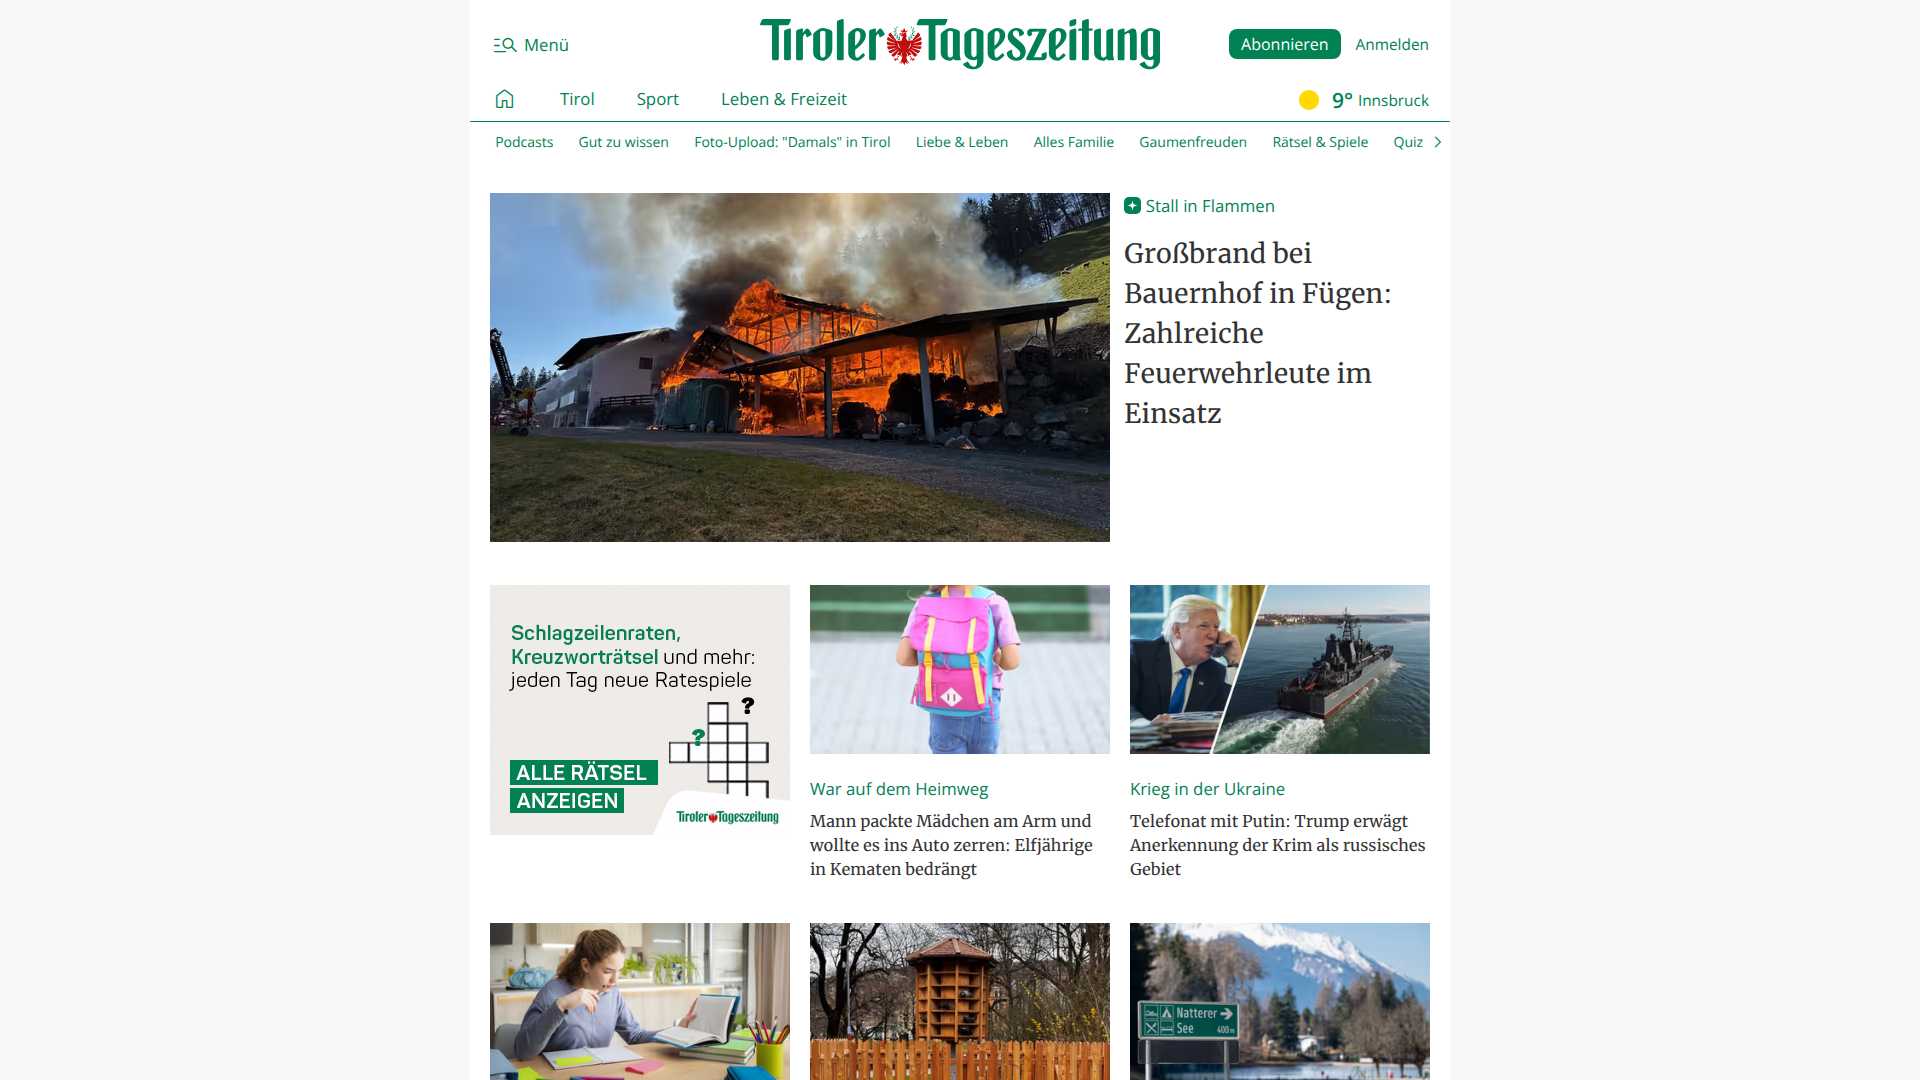 Menü
Tiroler Tageszeitung
Abonnieren
Anmelden
Tirol
Sport
Leben & Freizeit
9° Innsbruck
Podcasts
Gut zu wissen
Foto-Upload: "Damals" in Tirol
Liebe & Leben
Alles Familie
Gaumenfreuden
Rätsel & Spiele
Quiz
Stall in Flammen
Großbrand bei
Bauernhof in Fügen:
Zahlreiche
Feuerwehrleute im
Einsatz
Schlagzeilenraten,
Kreuzworträtsel und mehr:
jeden Tag neue Ratespiele
?
?
ALLE RÄTSEL
ANZEIGEN
Tiroler Tageszeitung
War auf dem Heimweg
Mann packte Mädchen am Arm und
wollte es ins Auto zerren: Elfjährige
in Kematen bedrängt
Krieg in der Ukraine
Telefonat mit Putin: Trump erwägt
Anerkennung der Krim als russisches
Gebiet
Natterer
See 400 m